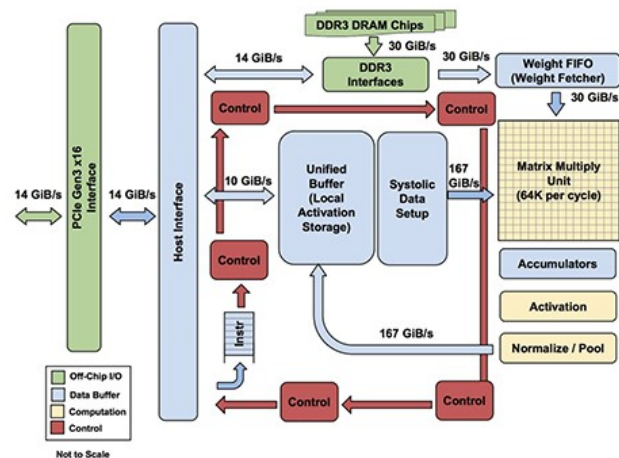 DDR3 DRAM Chips
30 GiB/s
14 GiB/s
DDR3
Interfaces
30 GiB/s
Weight FIFO
(Weight Fetcher)
30 GiB/s
Control
Control
PCIe Gen3 x16
Interface
14 GiB/s
14 GiB/s
Host Interface
10 GiB/s
Unified
Buffer
(Local
Activation
Storage)
Systolic
Data
Setup
167
GiB/s
Matrix Multiply
Unit
(64K per cycle)
Control
Accumulators
Activation
Instr
167 GiB/s
Normalize / Pool
Off-Chip I/O
Data Buffer
Computation
Control
Control
Control
Not to Scale